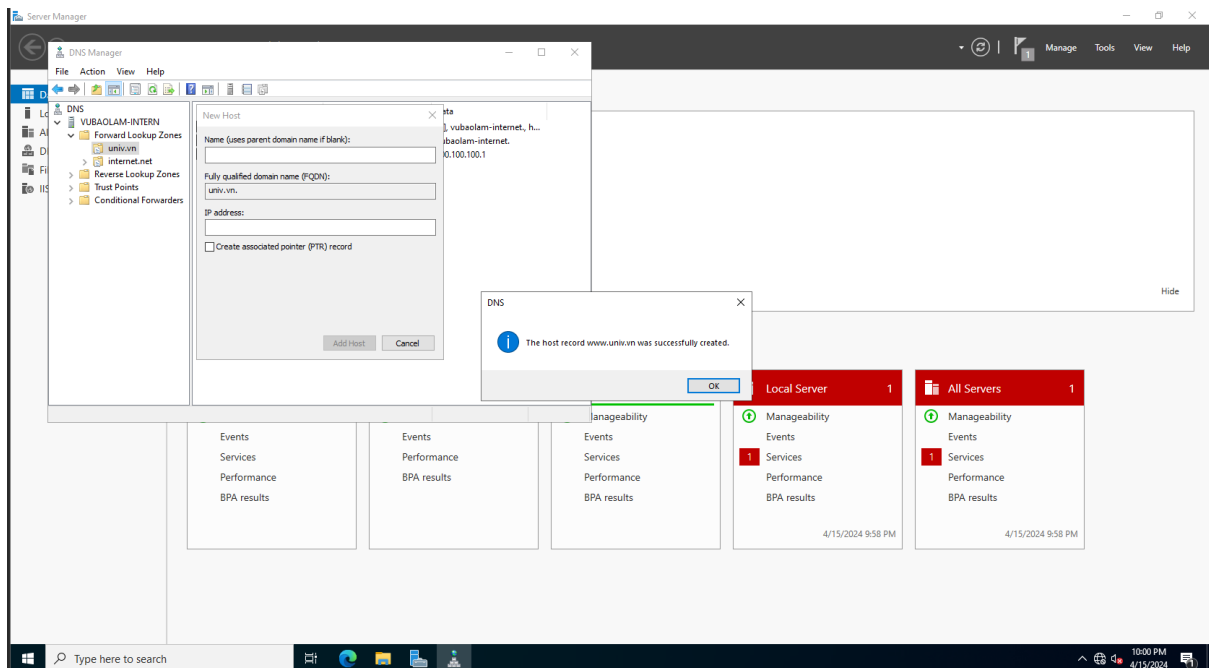 Server Manager
1
Manage Tools View Help
DNS Manager
File Action View Help
DNS
VUBAOLAM-INTERN
Forward Lookup Zones
univ.vn
internet.net
Reverse Lookup Zones
Trust Points
Conditional Forwarders
New Host
Name (uses parent domain name if blank):
Fully qualified domain name (FQDN):
univ.vn.
IP address:
Create associated pointer (PTR) record
Add Host Cancel
vubaolam-internet., h...
baolam-internet.
0.100.100.1
Hide
DNS
The host record www.univ.vn was successfully created.
OK
Events
Services
Performance
BPA results
Events
Performance
BPA results
Manageability
Events
Services
Performance
BPA results
Local Server 1
Manageability
Events
1 Services
Performance
BPA results
4/15/2024 9:58 PM
All Servers 1
Manageability
Events
1 Services
Performance
BPA results
4/15/2024 9:58 PM
Type here to search
10:00 PM
4/15/2024